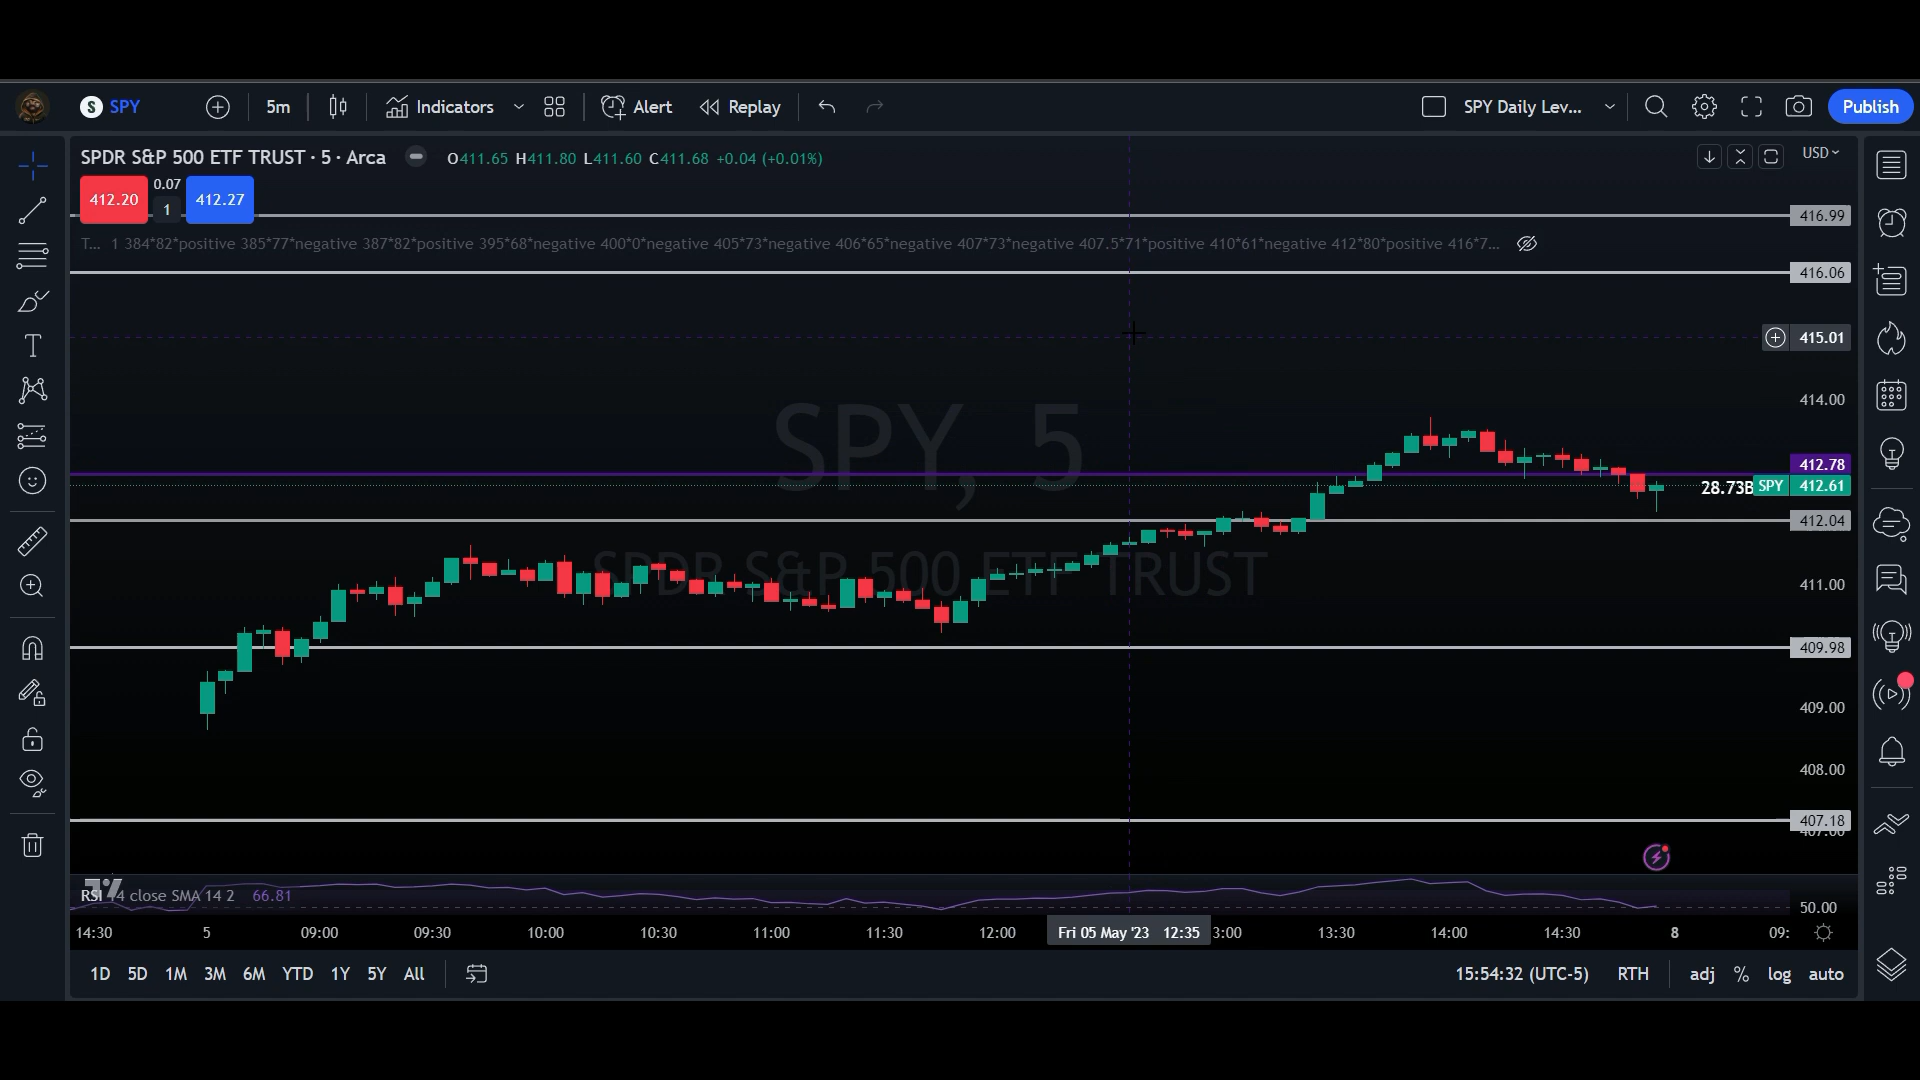 S SPY 5m Indicators Alert Replay SPY Daily Lev... Publish
SPDR S&P 500 ETF TRUST · 5 · Arca O411.65 H411.80 L411.60 C411.68 +0.04 (+0.01%) USD
412.20 0.07 1 412.27
416.99
T... 1 384*82*positive 385*77*negative 387*82*positive 395*68*negative 400*0*negative 405*73*negative 406*65*negative 407*73*negative 407.5*71*positive 410*61*negative 412*80*positive 416*7...
416.06
415.01
414.00
SPY, 5
412.78
28.73B SPY 412.61
412.04
SPDR S&P 500 ETF TRUST
411.00
409.98
409.00
408.00
407.18
407.00
RSI 14 close SMA 14 2 66.81
50.00
14:30 5 09:00 09:30 10:00 10:30 11:00 11:30 12:00 Fri 05 May '23 12:35 3:00 13:30 14:00 14:30 8 09:
1D 5D 1M 3M 6M YTD 1Y 5Y All 15:54:32 (UTC-5) RTH adj % log auto